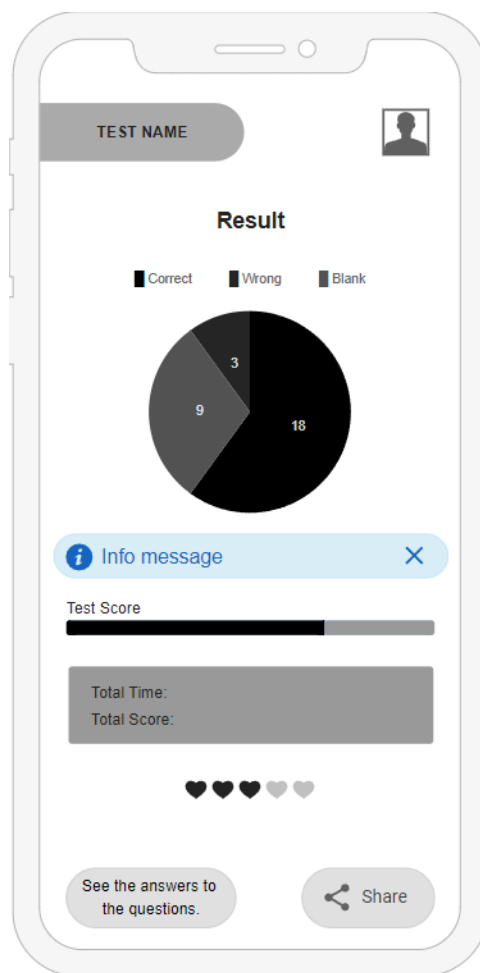 TEST NAME
Result
Correct Wrong Blank
3
9
18
i Info message
Test Score
Total Time:
Total Score:
See the answers to
the questions.
Share